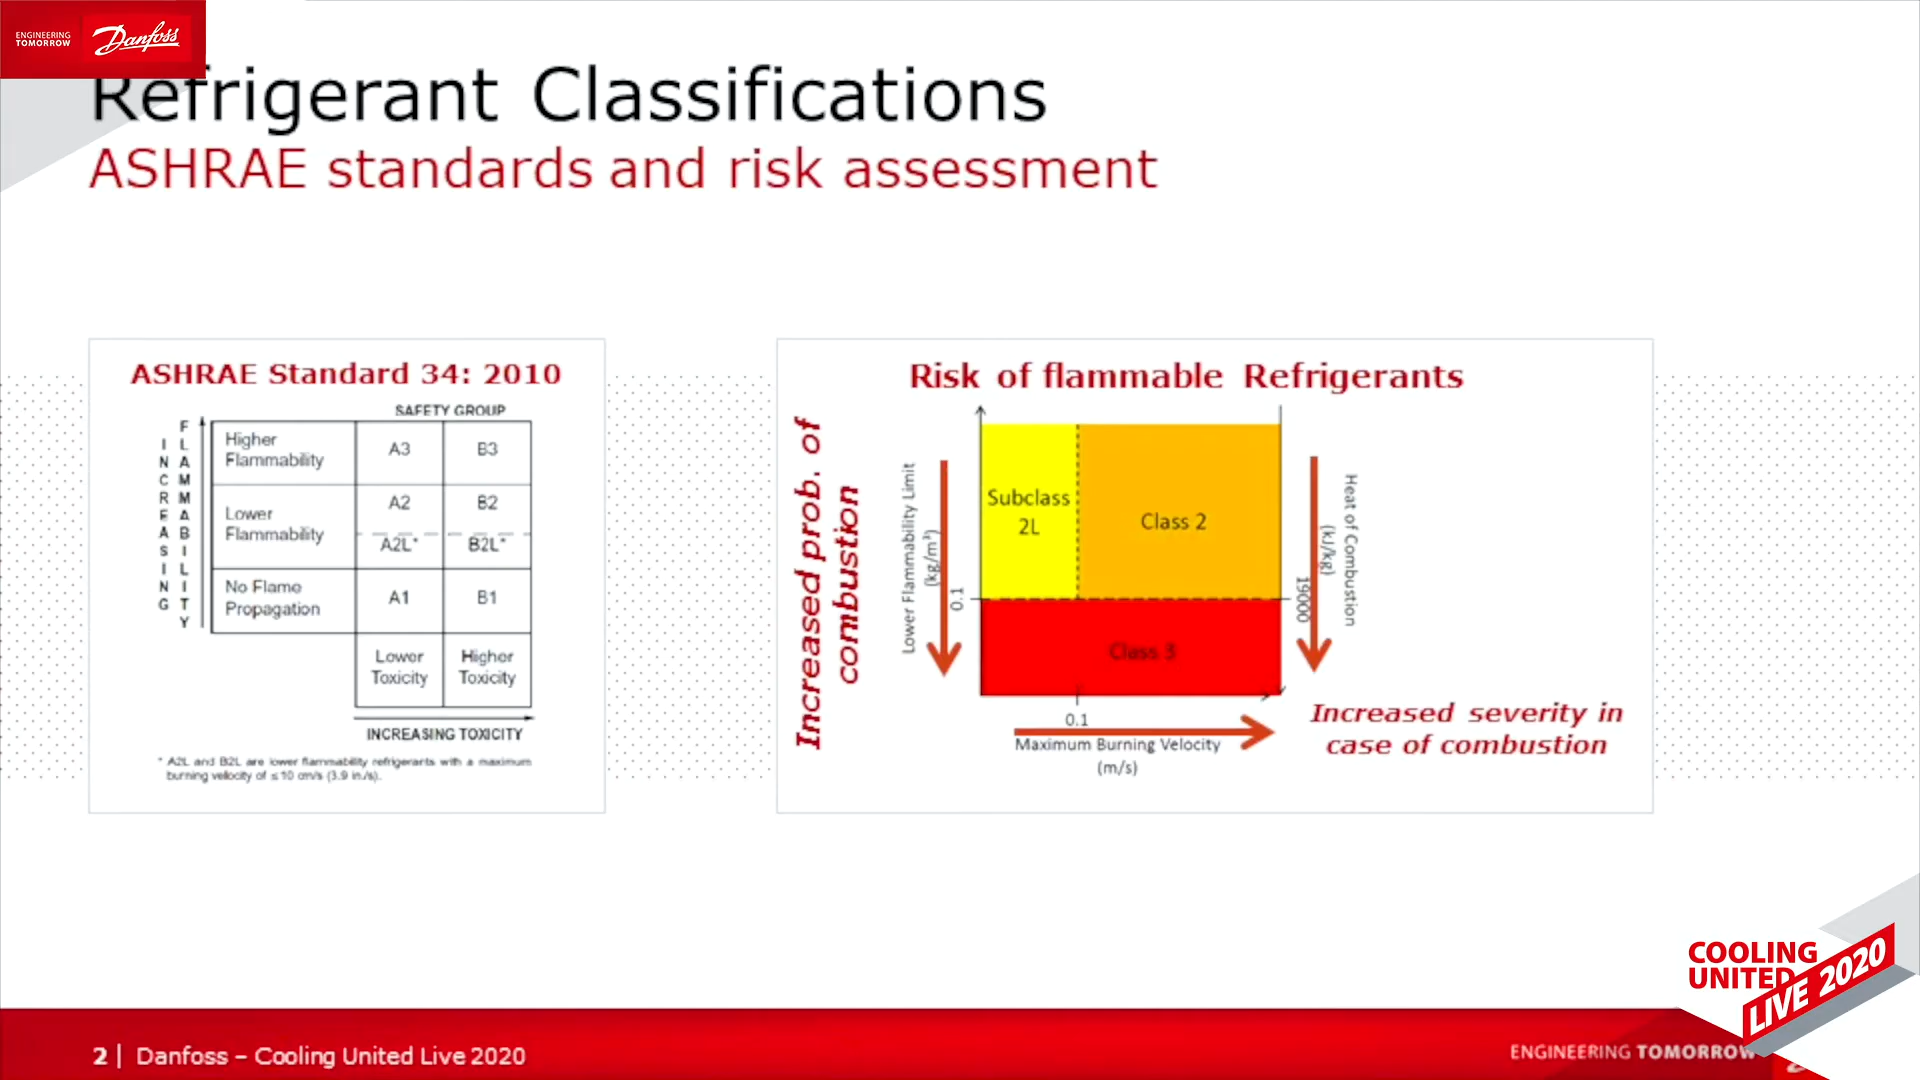 ENGINEERING
TOMORROW
Danfoss
Refrigerant Classifications
ASHRAE standards and risk assessment
ASHRAE Standard 34: 2010
SAFETY GROUP
INCREASING
FLAMMABILITY
Higher
Flammability
A3
B3
Lower
Flammability
A2
B2
A2L*
B2L*
No Flame
Propagation
A1
B1
Lower
Toxicity
Higher
Toxicity
INCREASING TOXICITY
* A2L and B2L are lower flammability refrigerants with a maximum
burning velocity of ≤ 10 cm/s (3.9 in./s).
Risk of flammable Refrigerants
Increased prob. of
combustion
Lower Flammability Limit
(kg/m³)
0.1
Subclass
2L
Class 2
Class 3
Heat of Combustion
(kJ/kg)
19000
0.1
Maximum Burning Velocity
(m/s)
Increased severity in
case of combustion
COOLING
UNITED
LIVE 2020
2 | Danfoss – Cooling United Live 2020
ENGINEERING TOMORROW